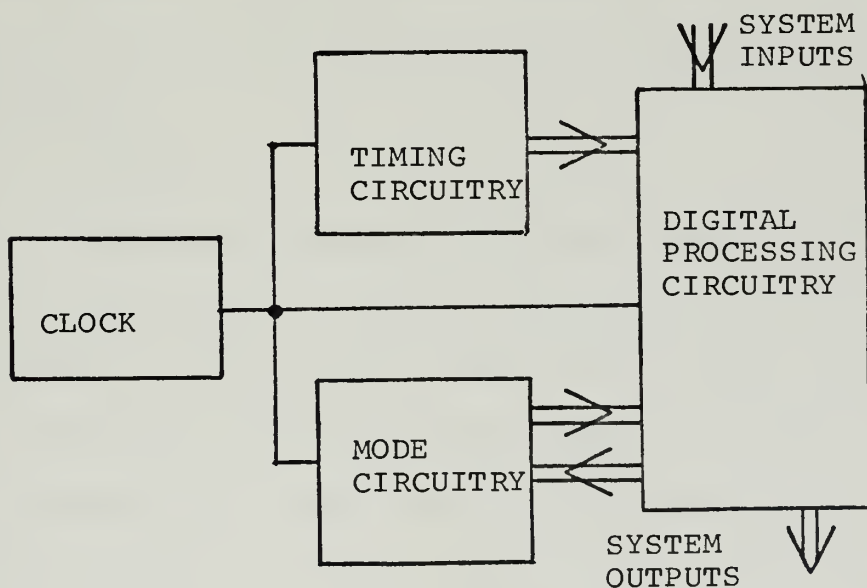 SYSTEM
INPUTS
TIMING
CIRCUITRY
DIGITAL
PROCESSING
CIRCUITRY
CLOCK
MODE
CIRCUITRY
SYSTEM
OUTPUTS